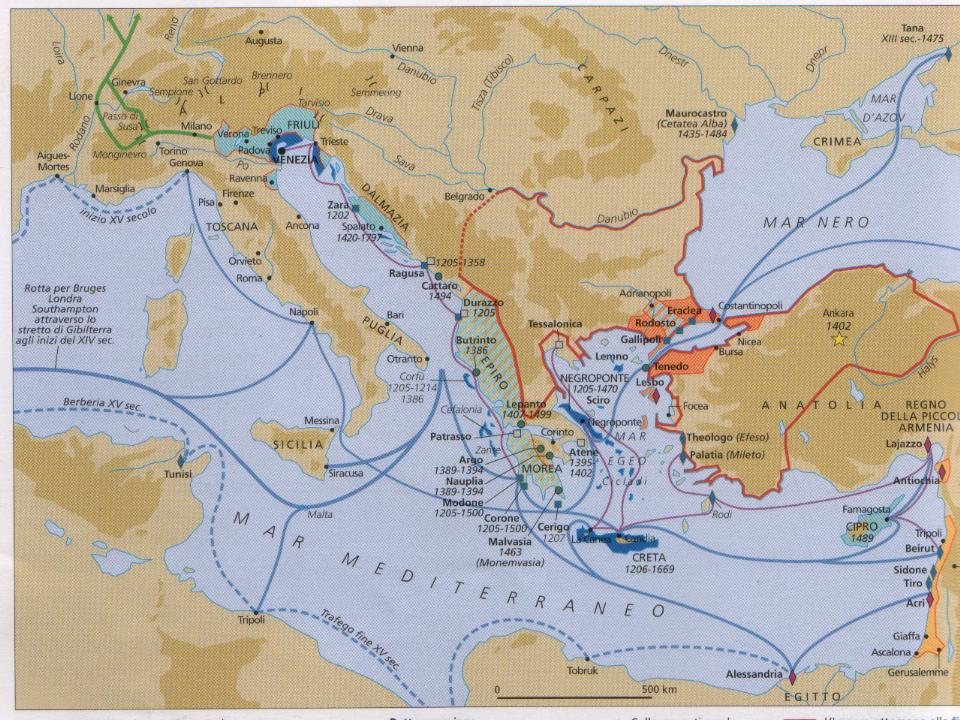 Tana
XIII sec.-1475
Loira
Reno
Augusta
Vienna
Danubio
Tisza (Tibisco)
CARPAZI
Dnestr
Dnepr
MAR
D'AZOV
CRIMEA
Maurocastro
(Cetatea Alba)
1435-1484
Ginevra
San Gottardo
Brennero
Sempione
Semmering
Tarvisio
Lione
Passo di
Susa
Rodano
Milano
Verona
Treviso
FRIULI
Drava
Padova
VENEZIA
Trieste
Monginevro
Torino
Po
Sava
Aigues-
Mortes
Genova
Ravenna
Marsiglia
inizio XV secolo
Pisa
Firenze
Zara
1202
DALMAZIA
Belgrado
Danubio
MAR NERO
TOSCANA
Ancona
Spalato
1420-1797
Orvieto
Roma
Ragusa
1205-1358
Cattaro
1494
Rotta per Bruges
Londra
Southampton
attraverso lo
stretto di Gibilterra
agli inizi del XIV sec.
Napoli
Bari
PUGLIA
Durazzo
1205
Adrianopoli
Eraclea
Costantinopoli
Rodosto
Ankara
1402
Tessalonica
Gallipoli
Nicea
Bursa
Otranto
Butrinto
1386
EPIRO
Lemno
Tenedo
Halys
Corfù
1205-1214
1386
NEGROPONTE
1205-1470
Sciro
Lesbo
Focea
ANATOLIA
REGNO
DELLA PICCOL
ARMENIA
Berberia XV sec.
Cefalonia
Lepanto
1407-1499
Negroponte
Messina
Patrasso
Corinto
MAR
EGEO
Theologo (Efeso)
Lajazzo
SICILIA
Zante
Atene
1395-
1402
Palatia (Mileto)
Tunisi
Siracusa
Argo
1389-1394
MOREA
Cicladi
Antiochia
Nauplia
1389-1394
Modone
1205-1500
Rodi
Famagosta
Malta
Corone
1205-1500
Cerigo
1207
La Canea
Candia
CIPRO
1489
Tripoli
MAR MEDITERRANEO
Malvasia
1463
(Monemvasia)
CRETA
1206-1669
Beirut
Sidone
Tiro
Acri
Tripoli
Trafego fine XV sec.
Giaffa
Ascalona
Tobruk
Alessandria
Gerusalemme
0
500 km
EGITTO